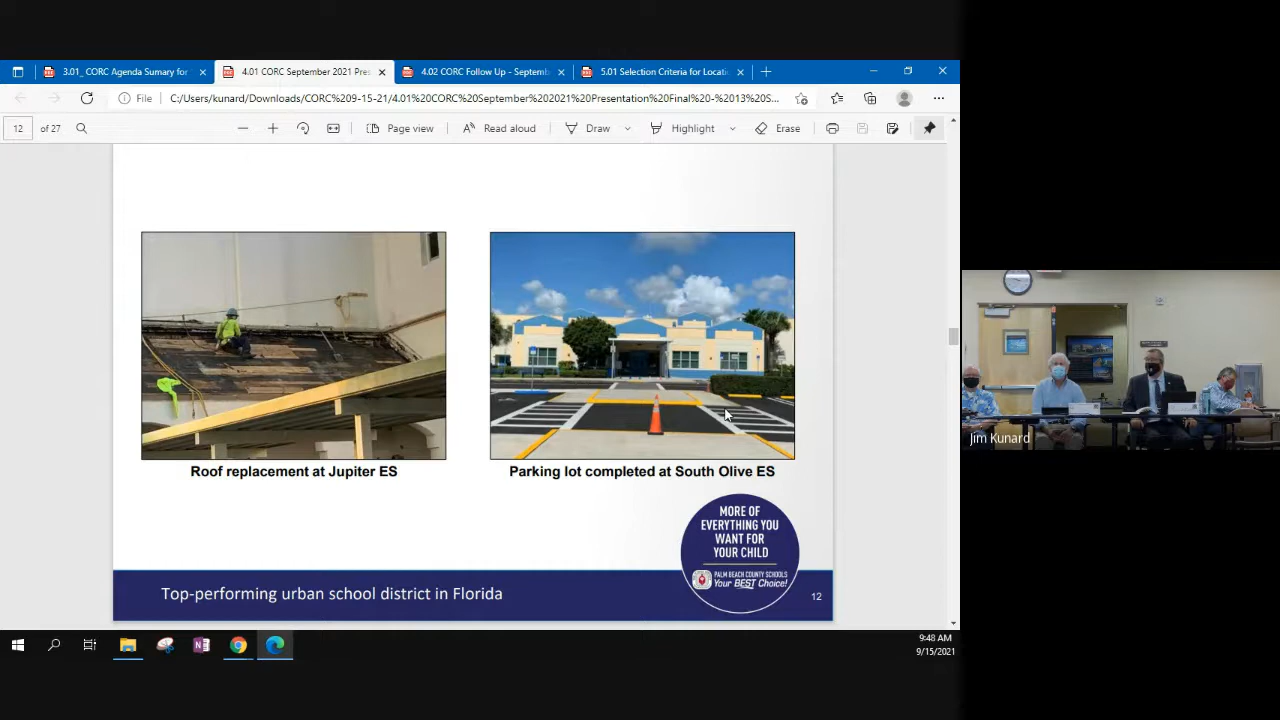 3.01_ CORC Agenda Sumary for
4.01 CORC September 2021 Pres
4.02 CORC Follow Up - Septemb
5.01 Selection Criteria for Locatio
File
C:/Users/kunard/Downloads/CORC%209-15-21/4.01%20CORC%20September%202021%20Presentation%20Final%20-%2013%20S...
12 of 27
Page view
Read aloud
Draw
Highlight
Erase
Roof replacement at Jupiter ES
Parking lot completed at South Olive ES
MORE OF
EVERYTHING YOU
WANT FOR
YOUR CHILD
PALM BEACH COUNTY SCHOOLS
Your BEST Choice!
Top-performing urban school district in Florida
12
9:48 AM
9/15/2021
Jim Kunard